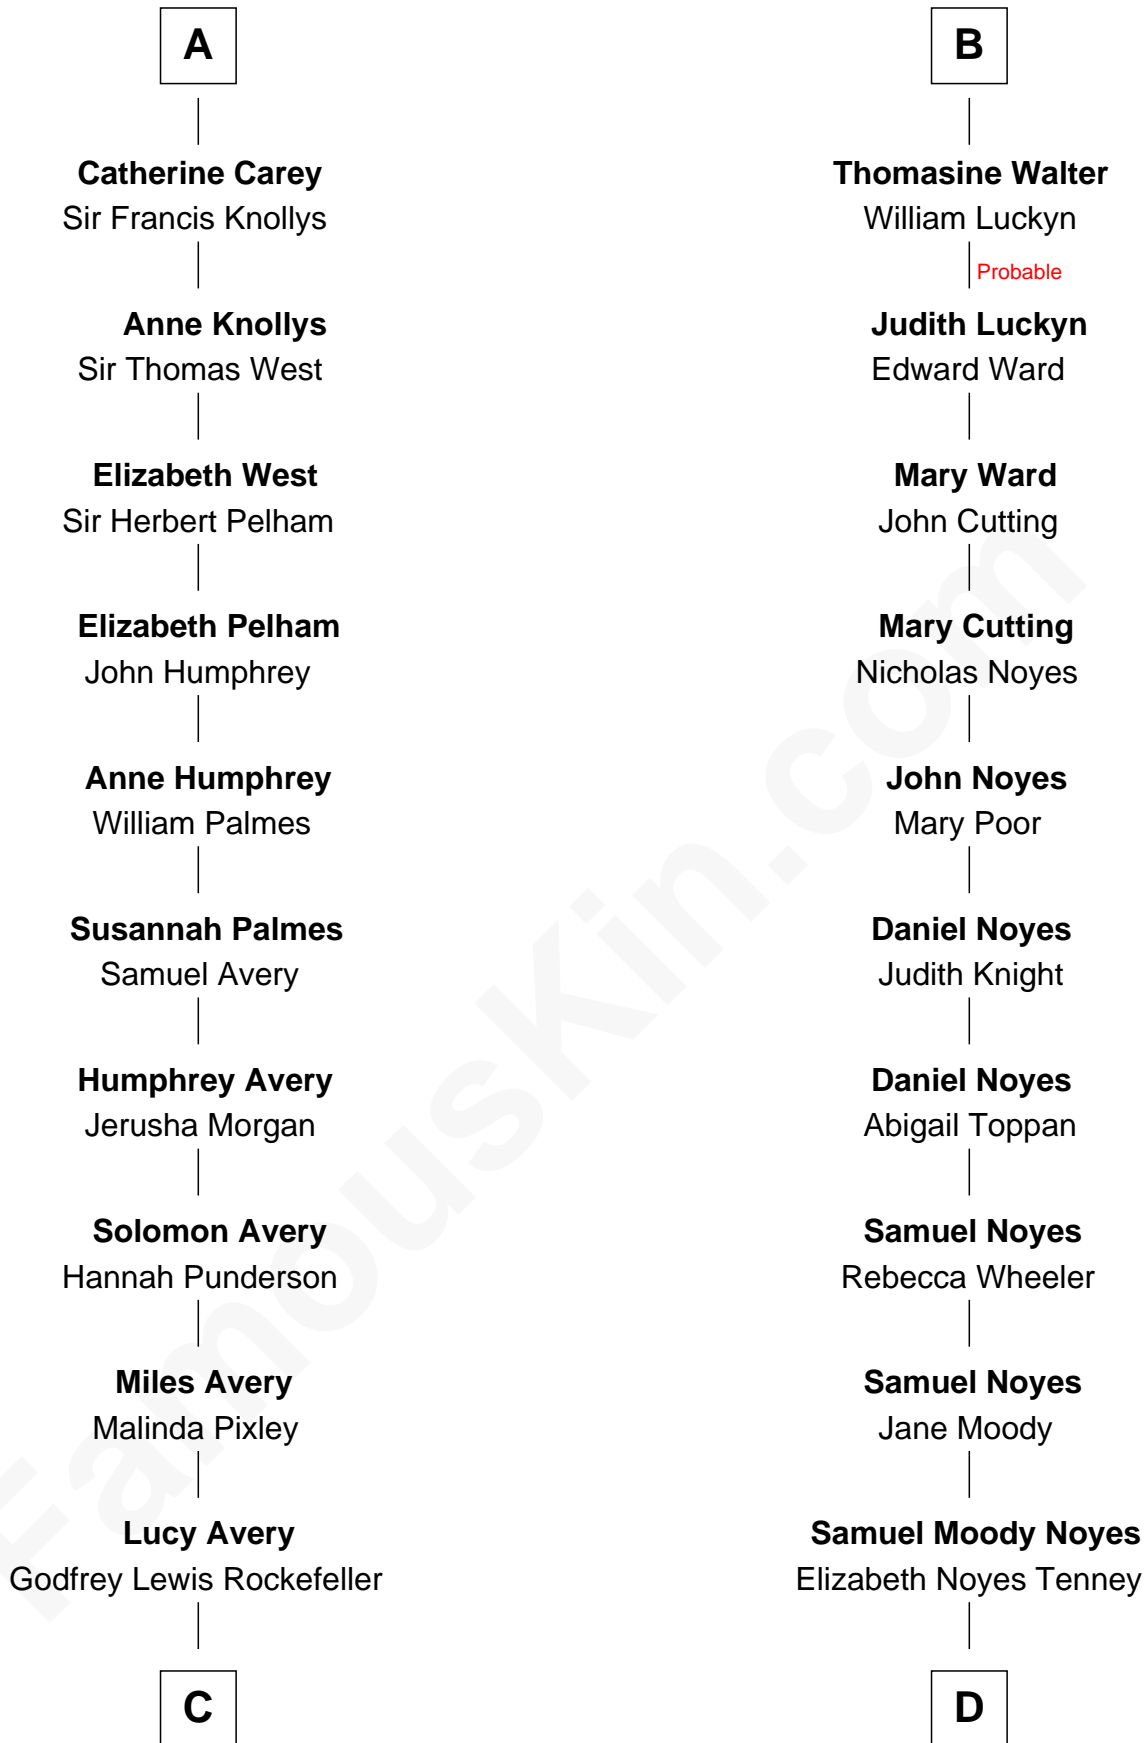 A
Catherine Carey
Sir Francis Knollys
Anne Knollys
Sir Thomas West
Elizabeth West
Sir Herbert Pelham
Elizabeth Pelham
John Humphrey
Anne Humphrey
William Palmes
Susannah Palmes
Samuel Avery
Humphrey Avery
Jerusha Morgan
Solomon Avery
Hannah Punderson
Miles Avery
Malinda Pixley
Lucy Avery
Godfrey Lewis Rockefeller
C
B
Thomasine Walter
William Luckyn
Probable
Judith Luckyn
Edward Ward
Mary Ward
John Cutting
Mary Cutting
Nicholas Noyes
John Noyes
Mary Poor
Daniel Noyes
Judith Knight
Daniel Noyes
Abigail Toppan
Samuel Noyes
Rebecca Wheeler
Samuel Noyes
Jane Moody
Samuel Moody Noyes
Elizabeth Noyes Tenney
D
FamousKin.com